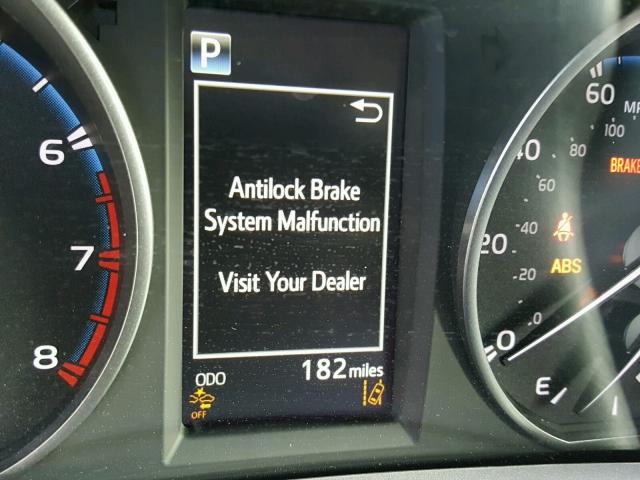 P
Antilock Brake
System Malfunction
Visit Your Dealer
ODO 182 miles
OFF
6
7
8
60
40
20
0
100
80
60
40
20
0
BRAKE
ABS
E